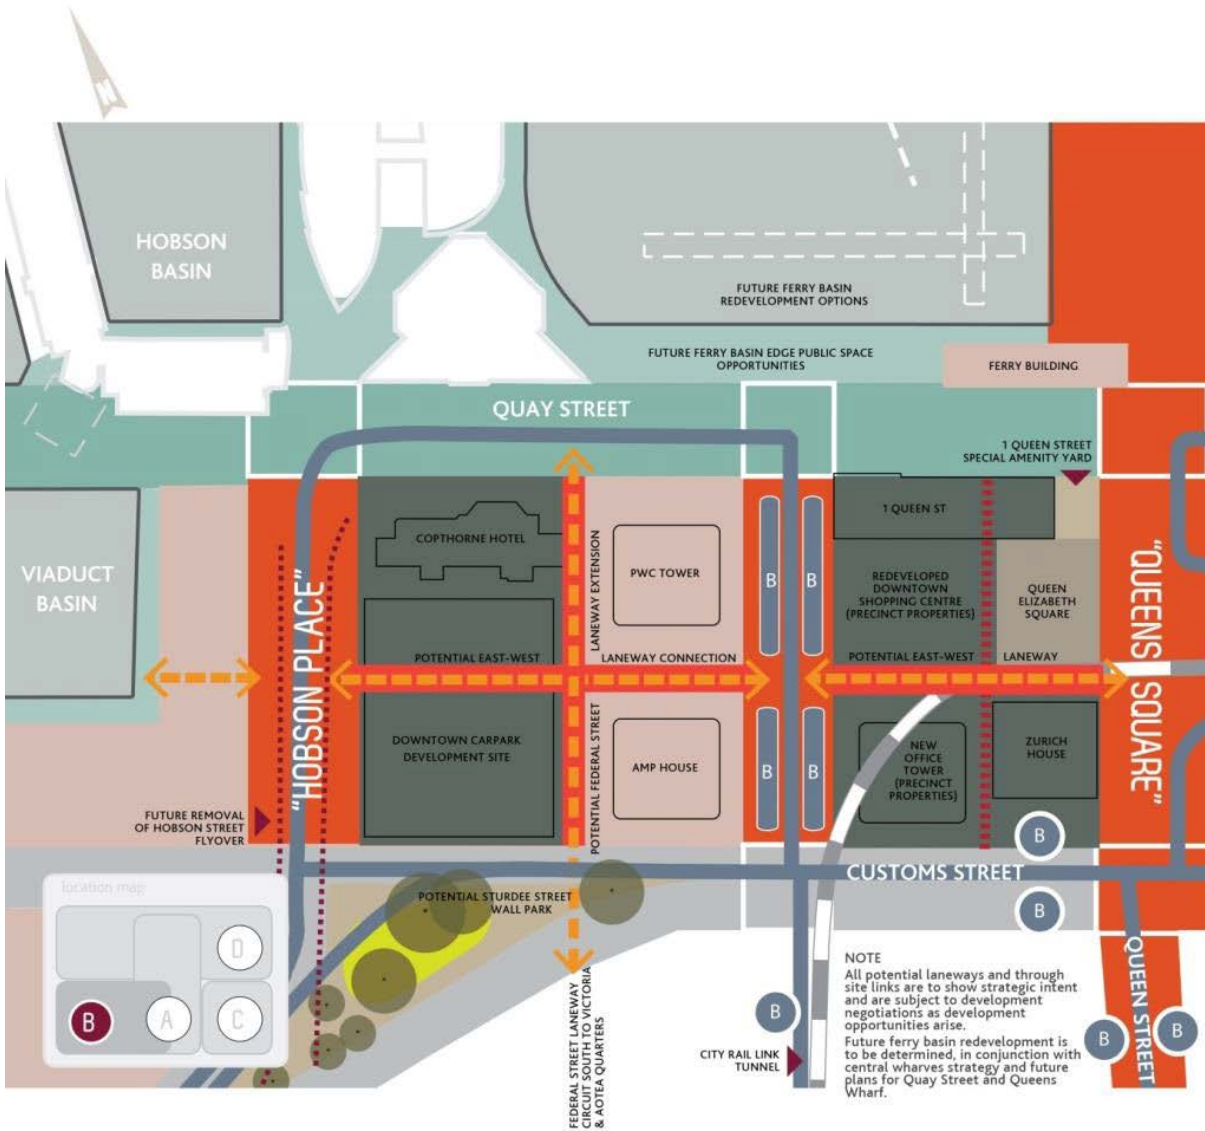 N
HOBSON
BASIN
FUTURE FERRY BASIN
REDEVELOPMENT OPTIONS
FUTURE FERRY BASIN EDGE PUBLIC SPACE
OPPORTUNITIES
FERRY BUILDING
QUAY STREET
1 QUEEN STREET
SPECIAL AMENITY YARD
VIADUCT
BASIN
"HOBSON PLACE"
COPTHORNE HOTEL
LANEWAY EXTENSION
PWC TOWER
B
B
1 QUEEN ST
REDEVELOPED
DOWNTOWN
SHOPPING CENTRE
(PRECINCT PROPERTIES)
QUEEN
ELIZABETH
SQUARE
"QUEENS SQUARE"
POTENTIAL EAST-WEST
LANEWAY CONNECTION
POTENTIAL EAST-WEST
LANEWAY
DOWNTOWN CARPARK
DEVELOPMENT SITE
POTENTIAL FEDERAL STREET
AMP HOUSE
B
B
NEW
OFFICE
TOWER
(PRECINCT
PROPERTIES)
ZURICH
HOUSE
FUTURE REMOVAL
OF HOBSON STREET
FLYOVER
B
CUSTOMS STREET
B
location map
D
B
A
C
POTENTIAL STURDEE STREET
WALL PARK
FEDERAL STREET LANEWAY
CIRCUIT SOUTH TO VICTORIA
& AOTEA QUARTERS
B
CITY RAIL LINK
TUNNEL
NOTE
All potential laneways and through
site links are to show strategic intent
and are subject to development
negotiations as development
opportunities arise.
Future ferry basin redevelopment is
to be determined, in conjunction with
central wharves strategy and future
plans for Quay Street and Queens
Wharf.
QUEEN STREET
B
B